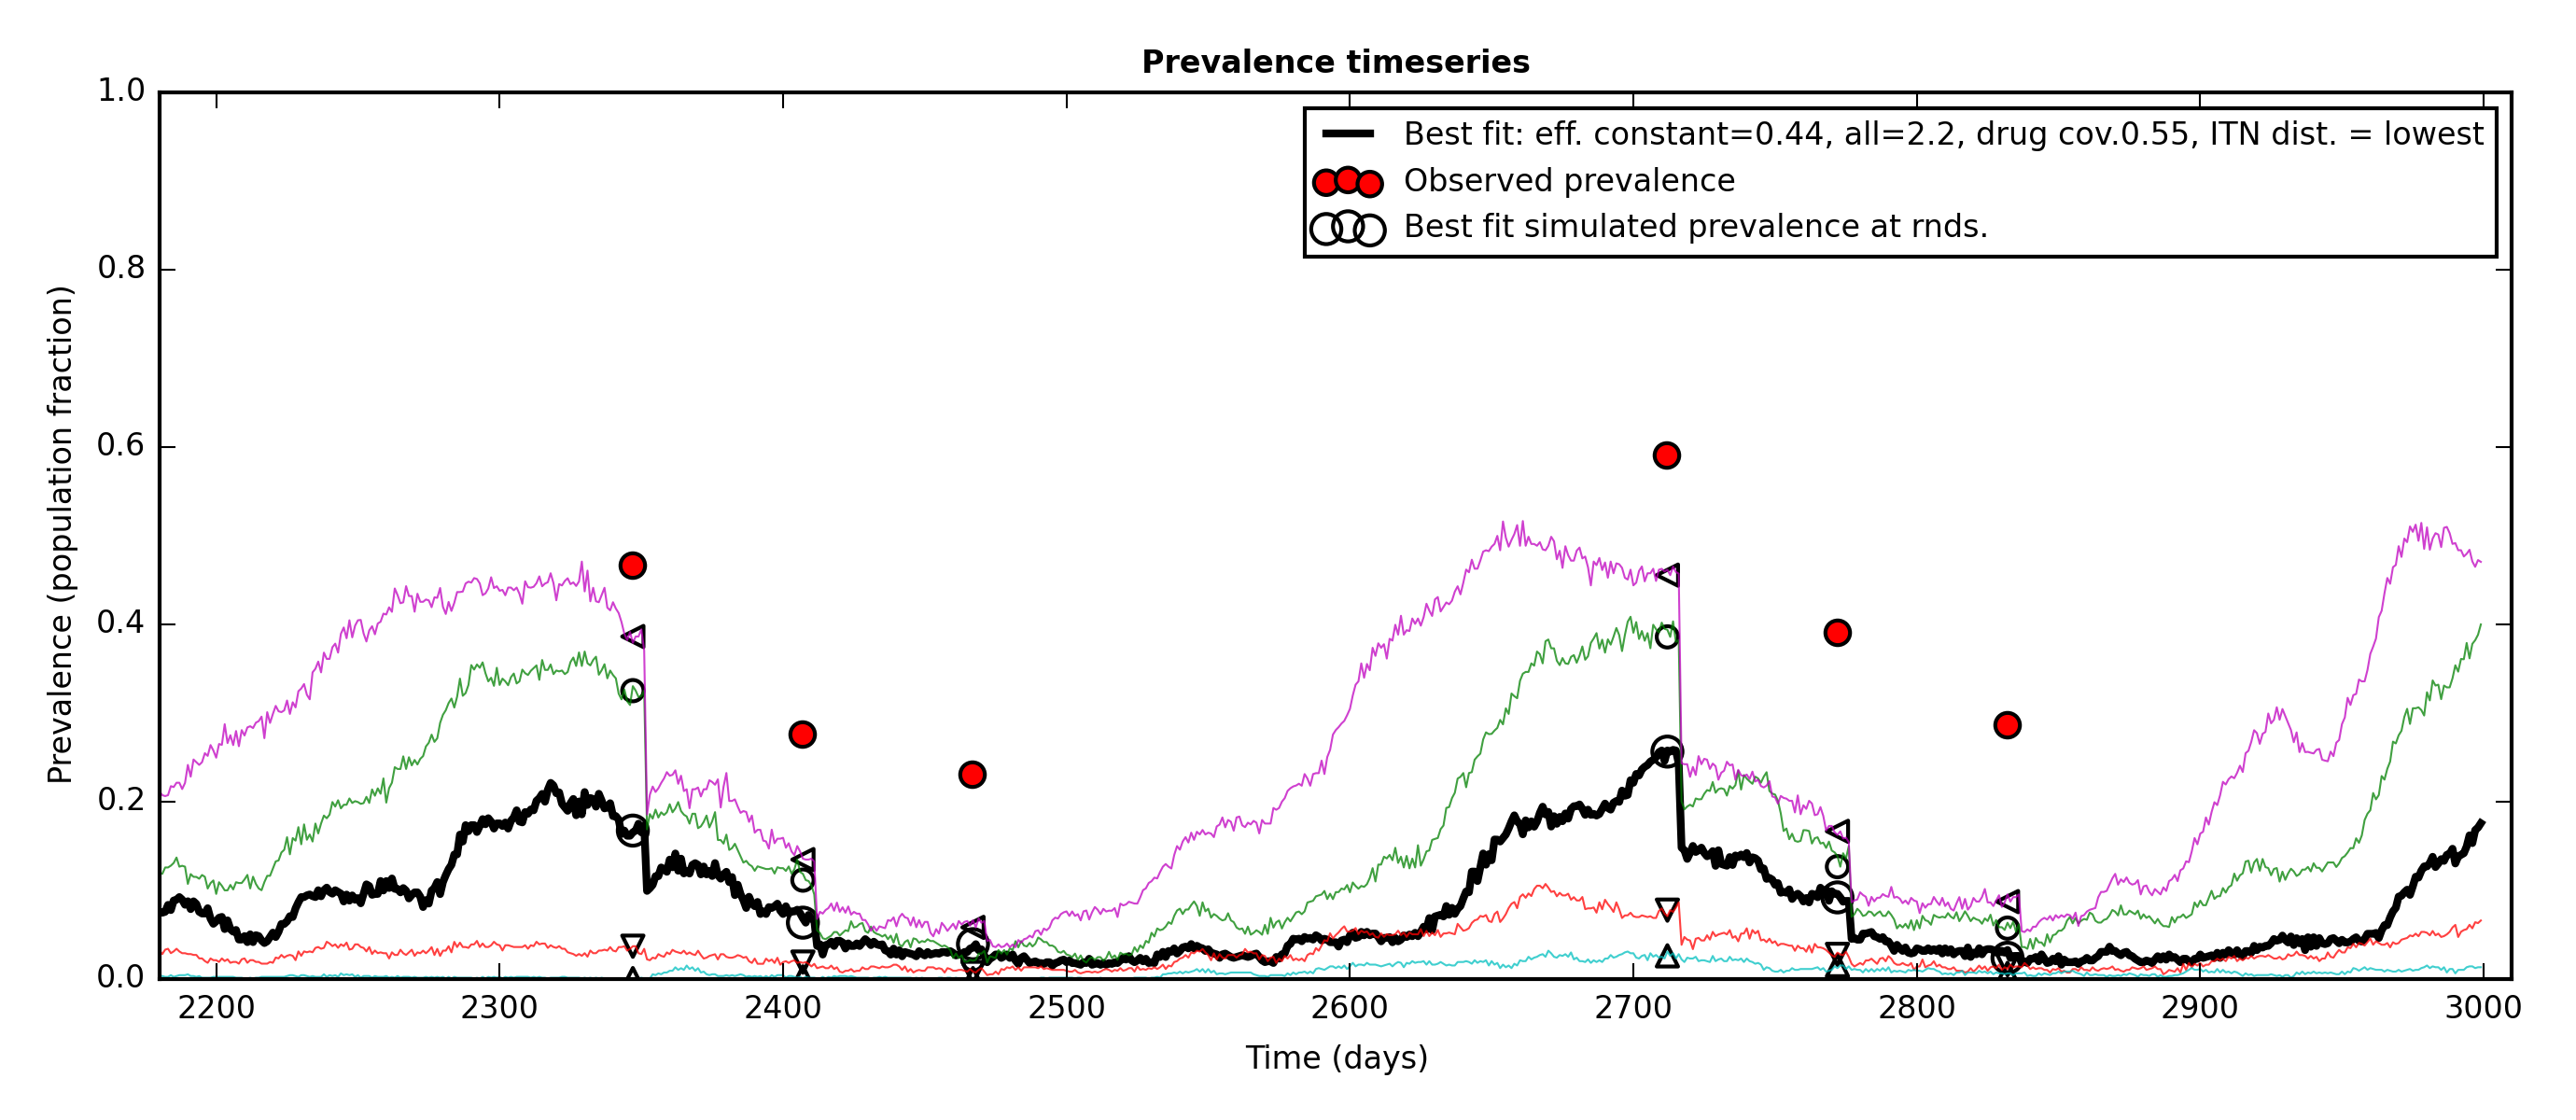 Prevalence timeseries
1.0
0.8
0.6
0.4
0.2
0.0
Prevalence (population fraction)
Best fit: eff. constant=0.44, all=2.2, drug cov.0.55, ITN dist. = lowest
Observed prevalence
Best fit simulated prevalence at rnds.
2200 2300 2400 2500 2600 2700 2800 2900 3000
Time (days)